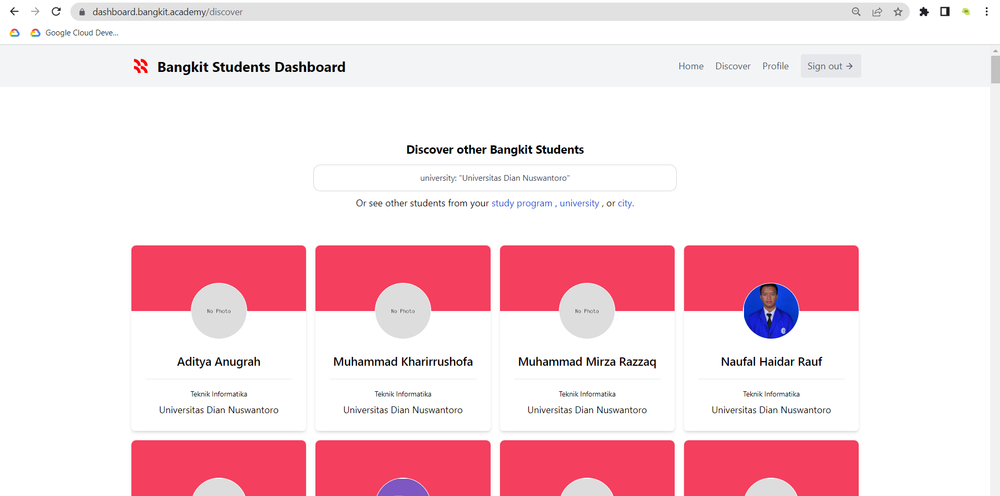 dashboard.bangkit.academy/discover
Google Cloud Deve...
Bangkit Students Dashboard
Home Discover Profile Sign out →
Discover other Bangkit Students
university: "Universitas Dian Nuswantoro"
Or see other students from your study program , university , or city.
No Photo No Photo No Photo
Aditya Anugrah Muhammad Kharirrushofa Muhammad Mirza Razzaq Naufal Haidar Rauf
Teknik Informatika Teknik Informatika Teknik Informatika Teknik Informatika
Universitas Dian Nuswantoro Universitas Dian Nuswantoro Universitas Dian Nuswantoro Universitas Dian Nuswantoro